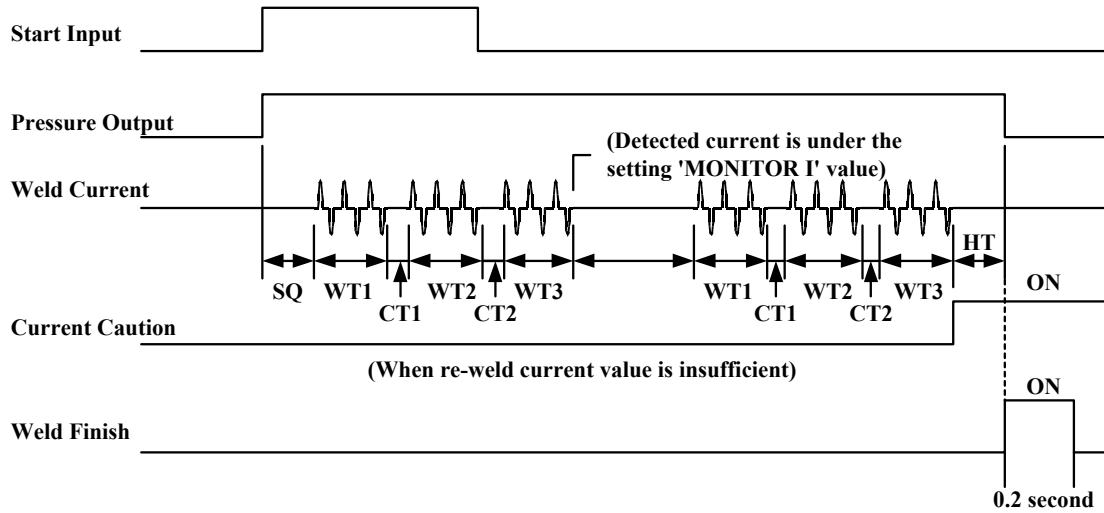 Start Input
Pressure Output
(Detected current is under the
setting 'MONITOR I' value)
Weld Current
HT
SQ WT1 WT2 WT3 WT1 WT2 WT3 ON
CT1 CT2 CT1 CT2
Current Caution
(When re-weld current value is insufficient)
ON
Weld Finish
0.2 second